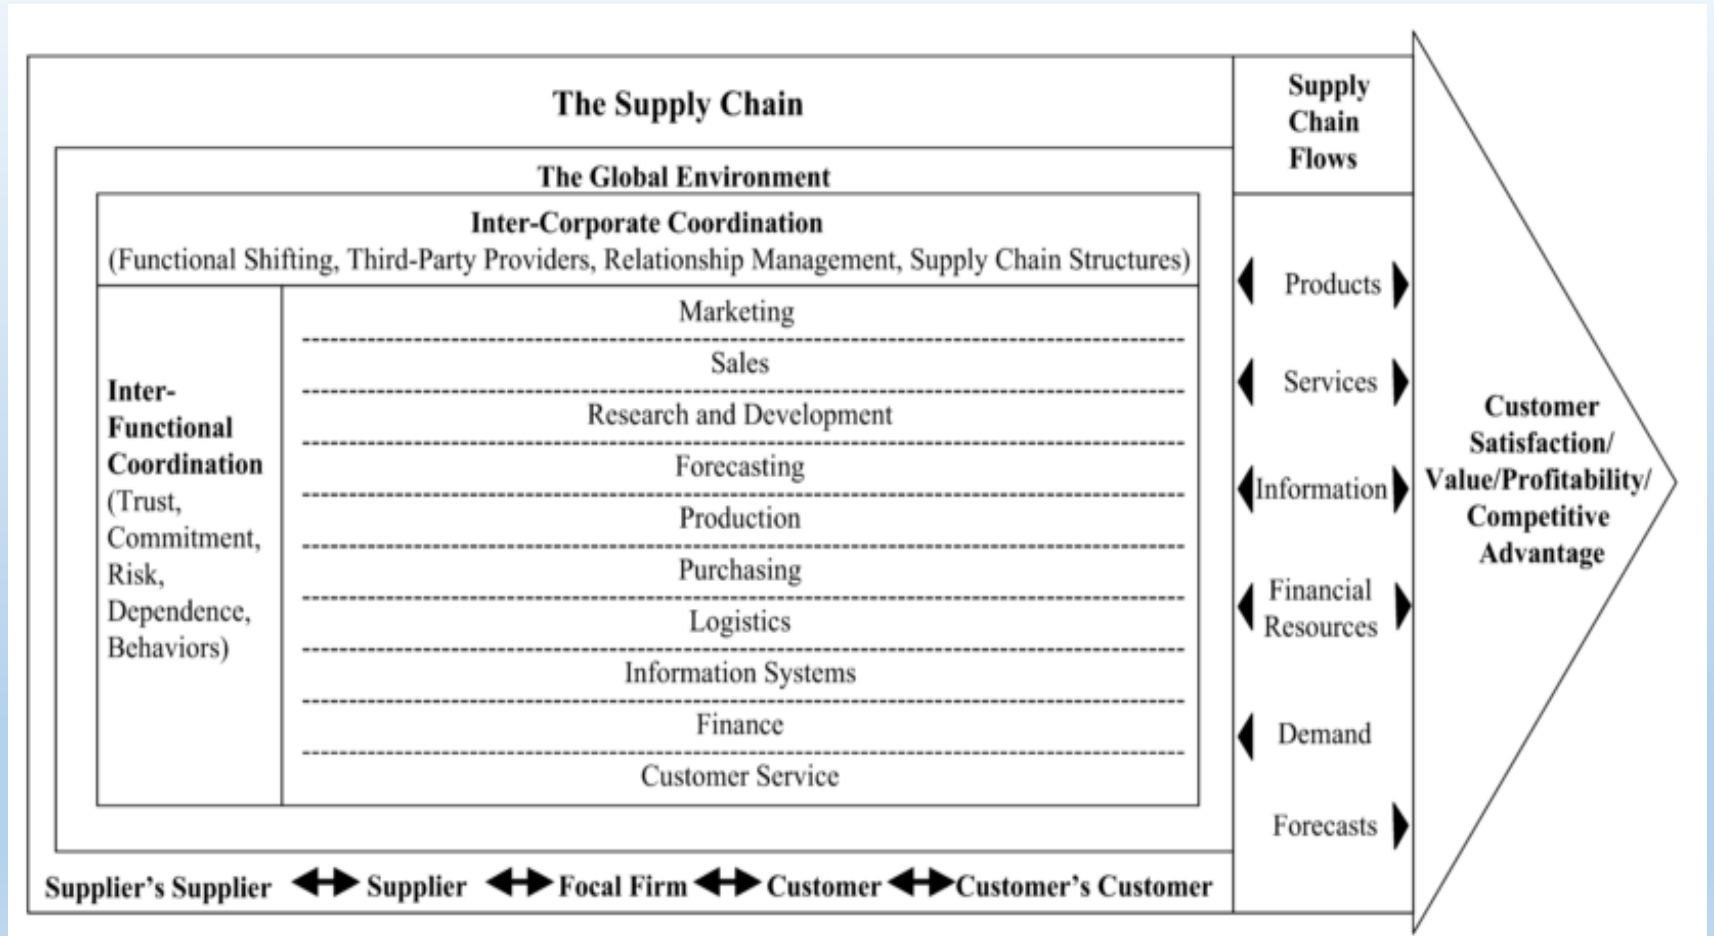 The Supply Chain
The Global Environment
Inter-Corporate Coordination
(Functional Shifting, Third-Party Providers, Relationship Management, Supply Chain Structures)
Inter-
Functional
Coordination
(Trust,
Commitment,
Risk,
Dependence,
Behaviors)
Marketing
Sales
Research and Development
Forecasting
Production
Purchasing
Logistics
Information Systems
Finance
Customer Service
Supplier’s Supplier Supplier Focal Firm Customer Customer’s Customer
Supply
Chain
Flows
Products
Services
Information
Financial
Resources
Demand
Forecasts
Customer
Satisfaction/
Value/Profitability/
Competitive
Advantage